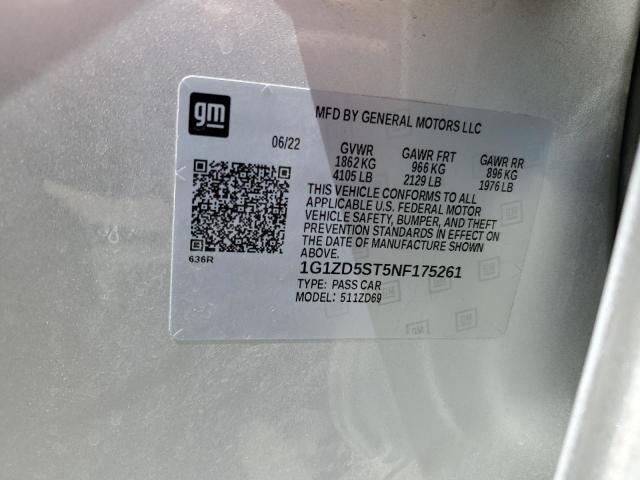 gm
MFD BY GENERAL MOTORS LLC
06/22 GVWR GAWR FRT GAWR RR
1862 KG 966 KG 896 KG
4105 LB 2129 LB 1976 LB
THIS VEHICLE CONFORMS TO ALL
APPLICABLE U.S. FEDERAL MOTOR
VEHICLE SAFETY, BUMPER, AND THEFT
PREVENTION STANDARDS IN EFFECT ON
THE DATE OF MANUFACTURE SHOWN
ABOVE.
636R
1G1ZD5ST5NF175261
TYPE: PASS CAR
MODEL: 511ZD69